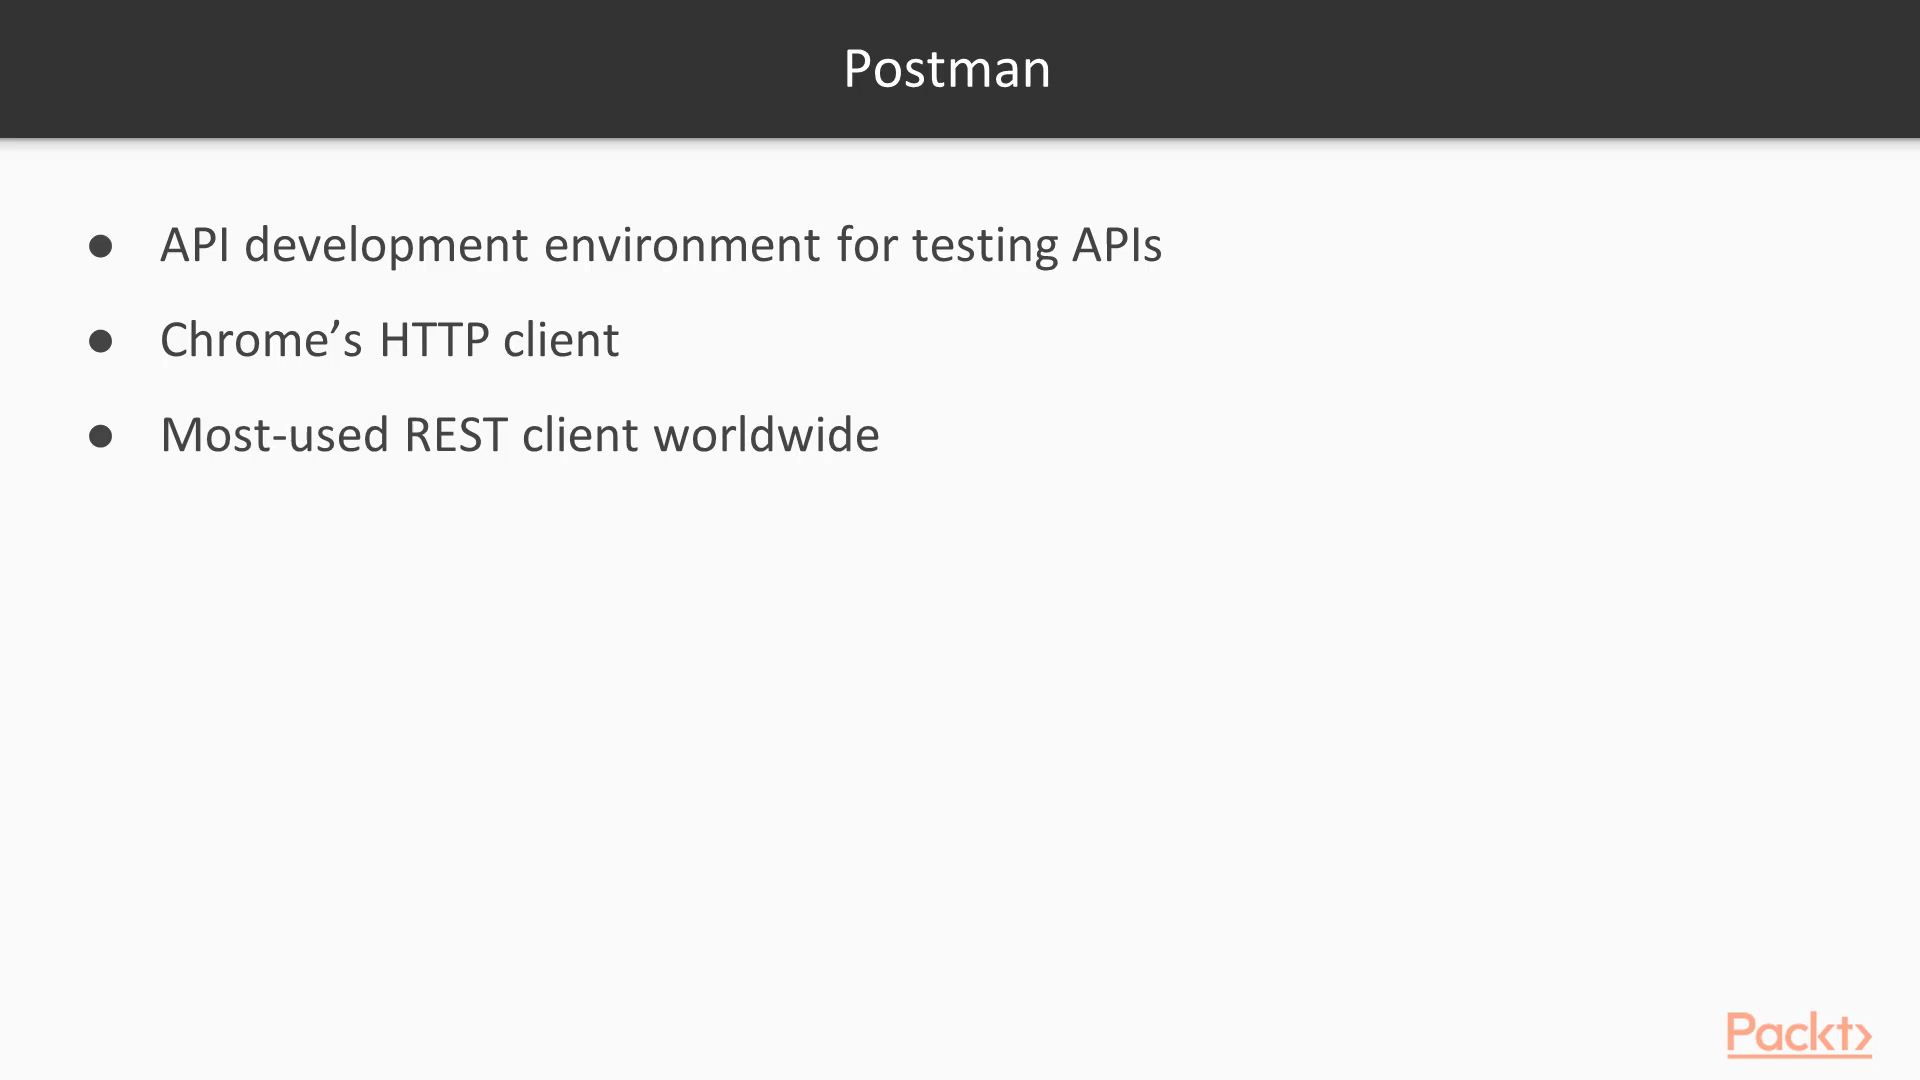 Postman
● API development environment for testing APIs
● Chrome’s HTTP client
● Most-used REST client worldwide
Packt>